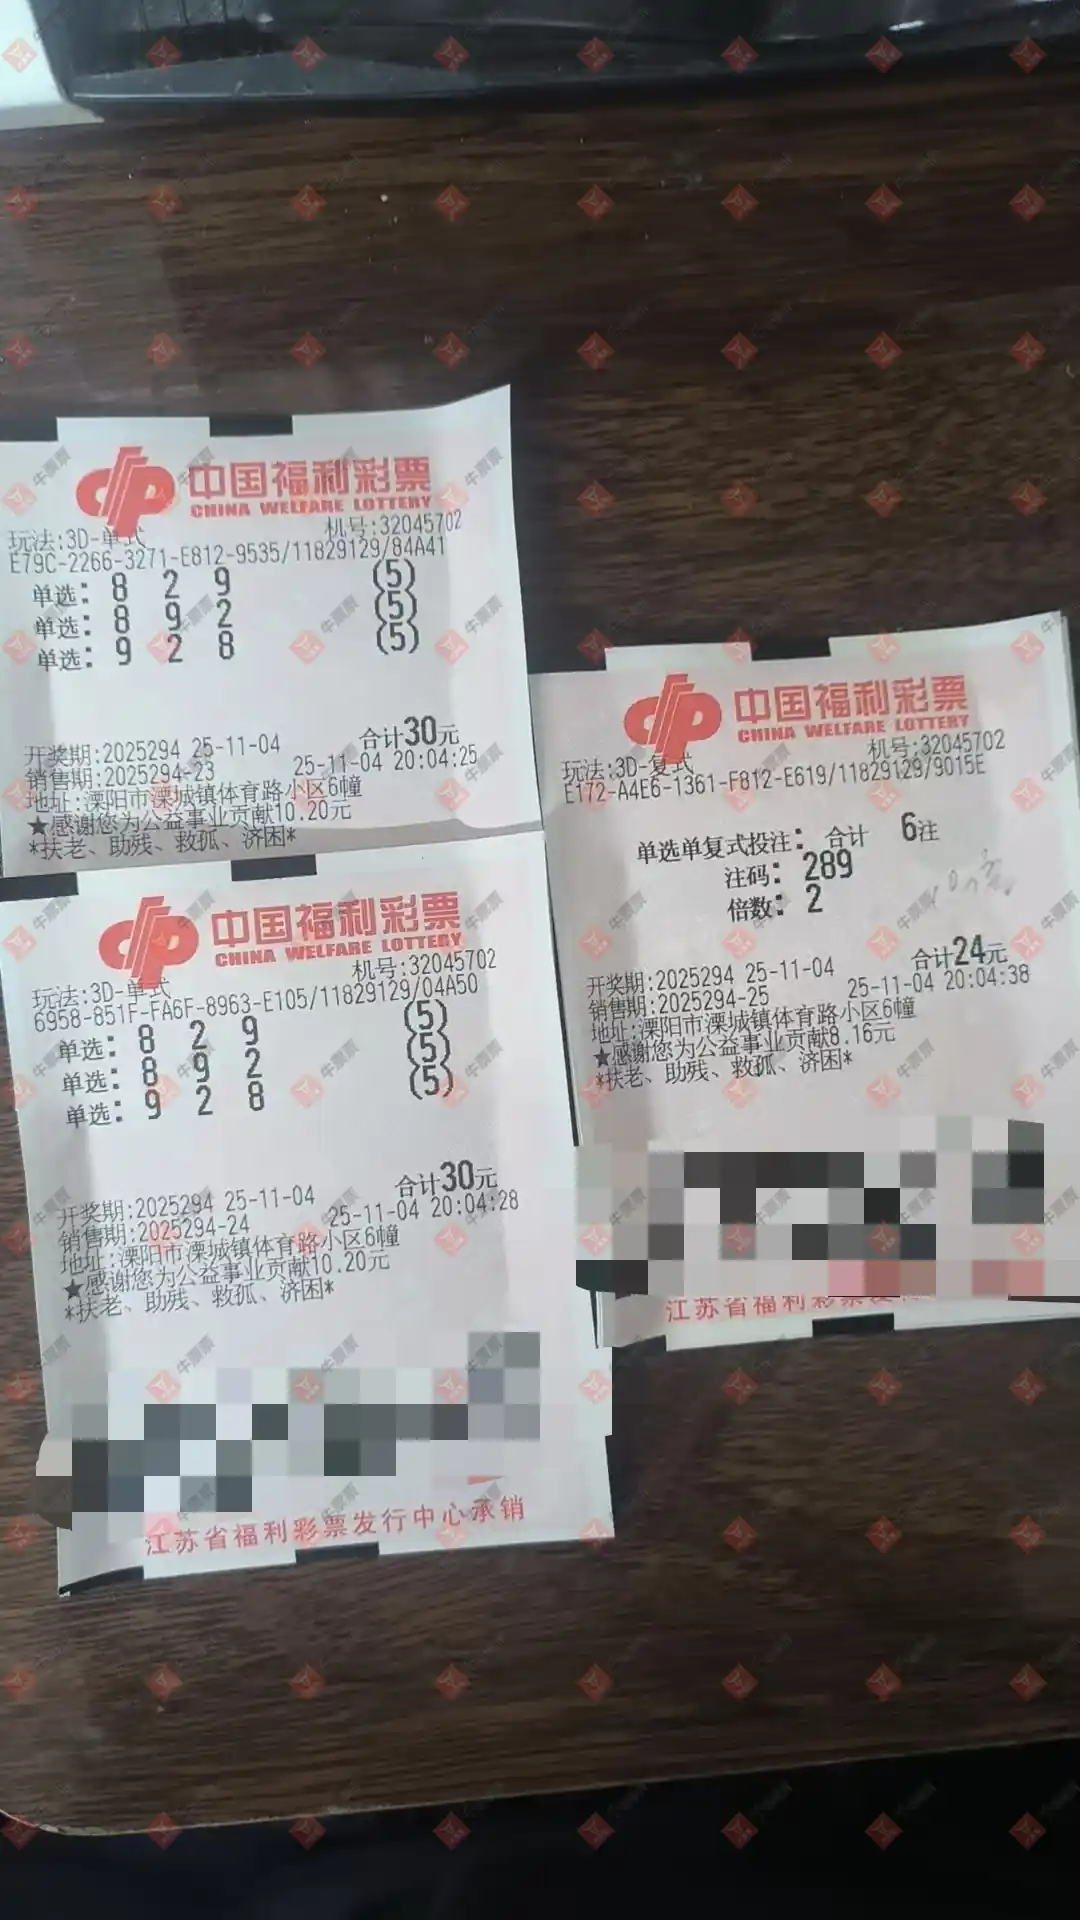 中国福利彩票
CHINA WELFARE LOTTERY
玩法:3D-单式 机号:32045702
E79C-2266-3271-E812-9535/11829129/84A41
单选: 8 2 9 (5)
单选: 8 9 2 (5)
单选: 9 2 8 (5)
合计30元
开奖期:2025294 25-11-04
销售期:2025294-23 25-11-04 20:04:25
地址:溧阳市溧城镇体育路小区6幢
★感谢您为公益事业贡献10.20元
*扶老、助残、救孤、济困*
中国福利彩票
CHINA WELFARE LOTTERY
玩法:3D-单式 机号:32045702
6958-851F-FA6F-8963-E105/11829129/04A50
单选: 8 2 9 (5)
单选: 8 9 2 (5)
单选: 9 2 8 (5)
合计30元
开奖期:2025294 25-11-04
销售期:2025294-24 25-11-04 20:04:28
地址:溧阳市溧城镇体育路小区6幢
★感谢您为公益事业贡献10.20元
*扶老、助残、救孤、济困*
江苏省福利彩票发行中心承销
中国福利彩票
CHINA WELFARE LOTTERY
玩法:3D-复式 机号:32045702
E172-A4E6-1361-F812-E619/11829129/9015E
单选单复式投注: 合计 6注
注码: 289
倍数: 2
合计24元
开奖期:2025294 25-11-04
销售期:2025294-25 25-11-04 20:04:38
地址:溧阳市溧城镇体育路小区6幢
★感谢您为公益事业贡献8.16元
*扶老、助残、救孤、济困*
江苏省福利彩票发
牛票票